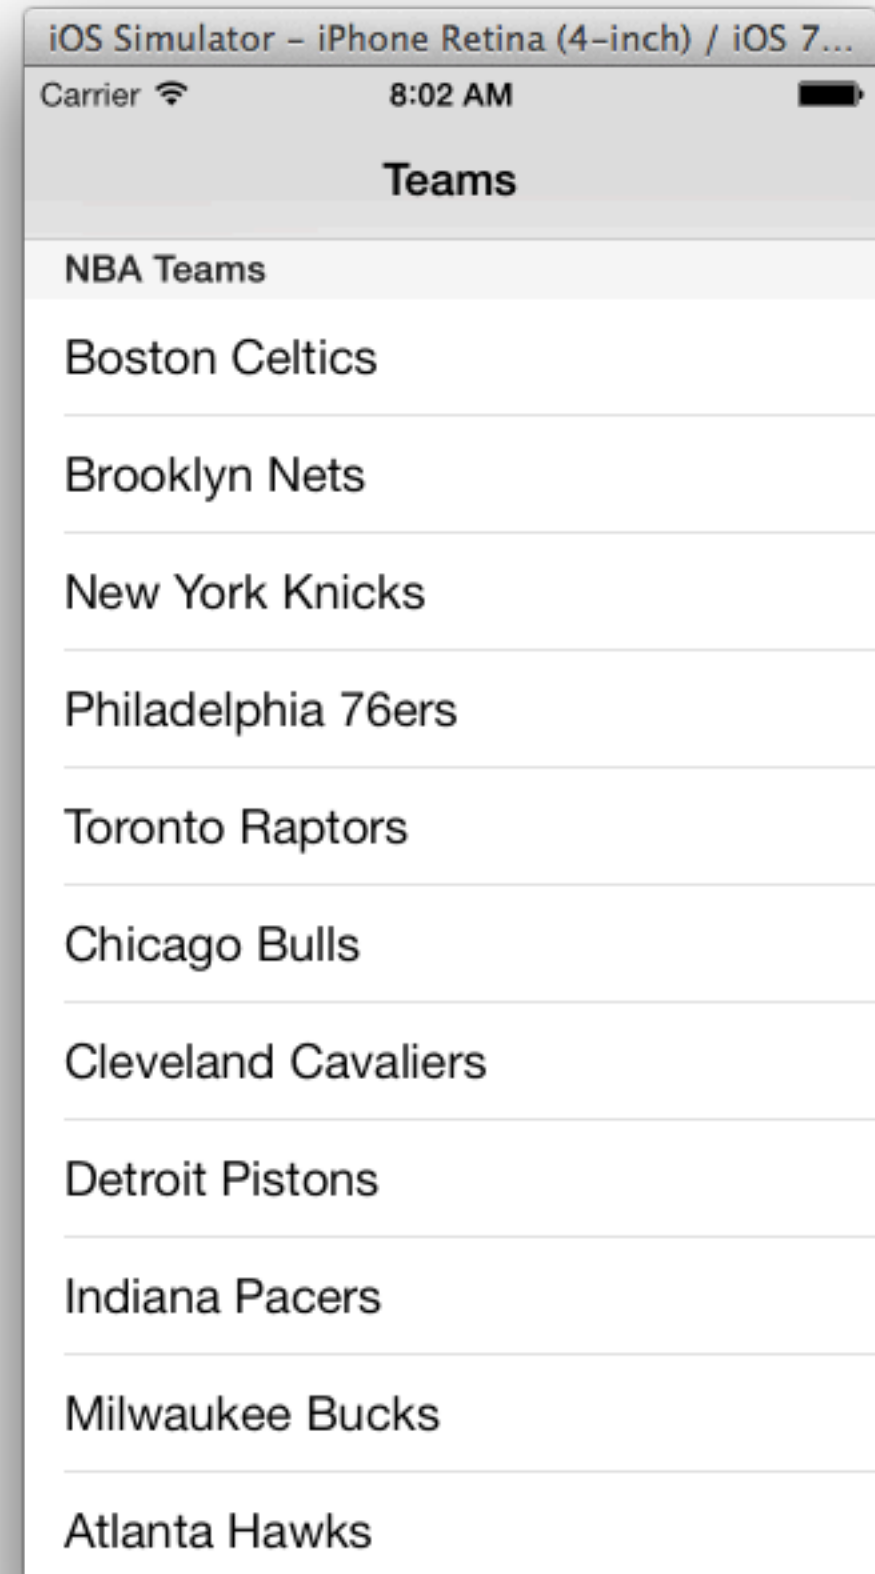 iOS Simulator – iPhone Retina (4–inch) / iOS 7...
Carrier 8:02 AM
Teams
NBA Teams
Boston Celtics
Brooklyn Nets
New York Knicks
Philadelphia 76ers
Toronto Raptors
Chicago Bulls
Cleveland Cavaliers
Detroit Pistons
Indiana Pacers
Milwaukee Bucks
Atlanta Hawks